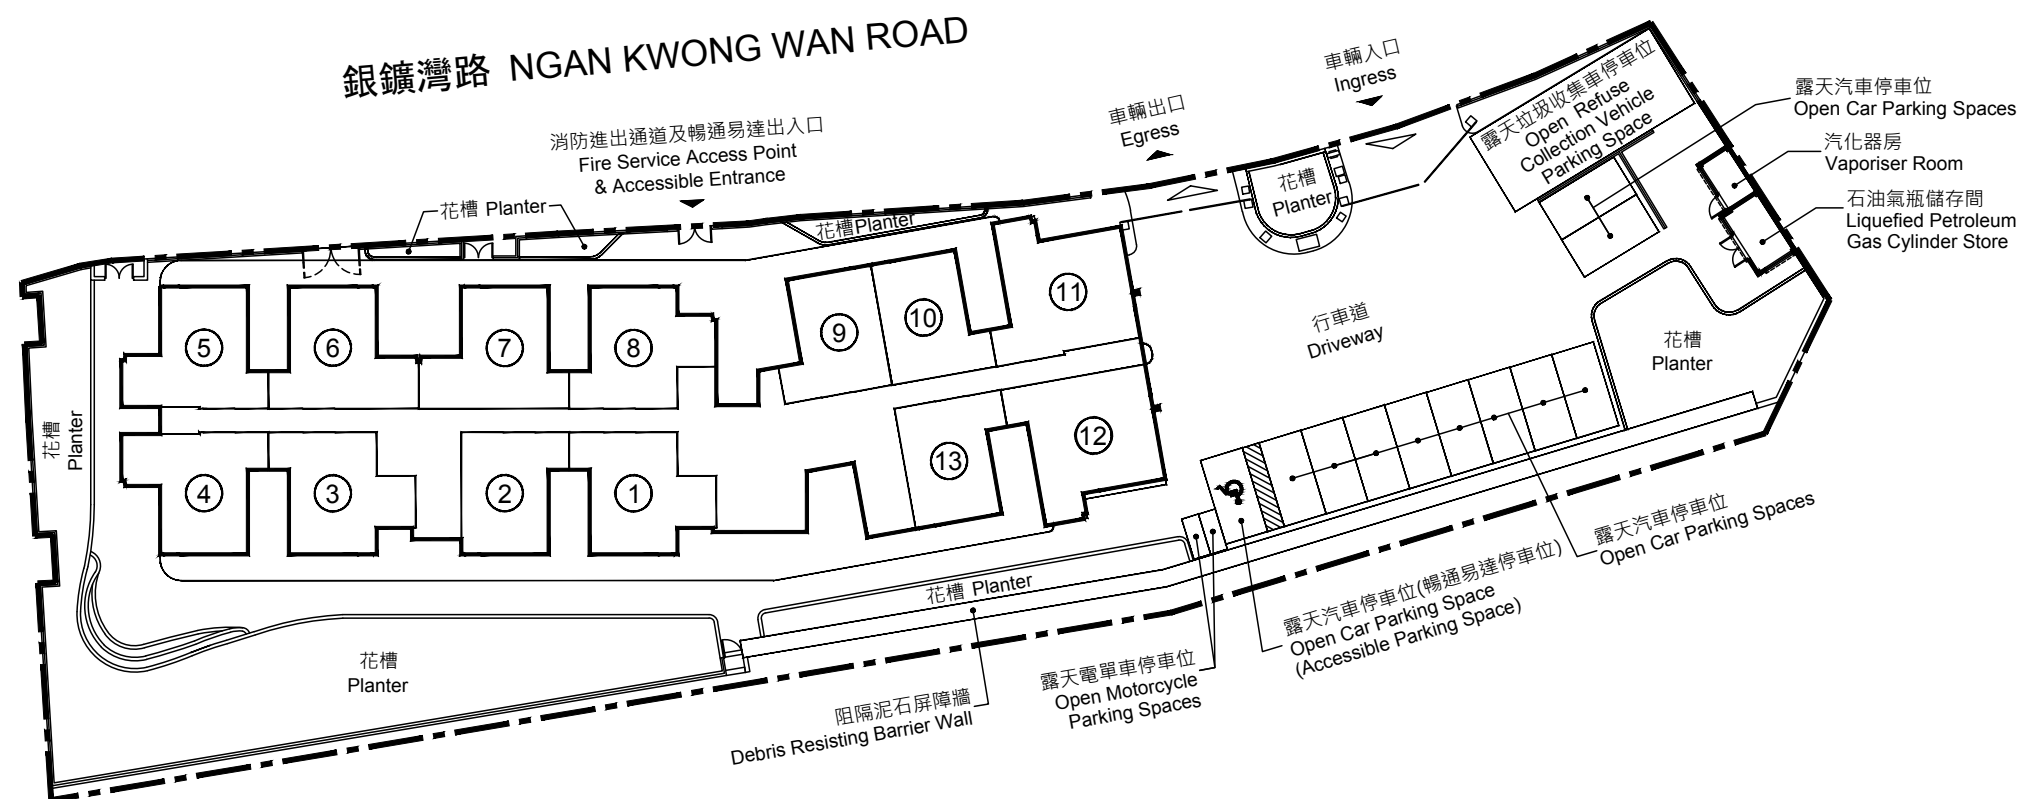 銀鑛灣路 NGAN KWONG WAN ROAD
車輛入口
Ingress
車輛出口
Egress
消防進出通道及暢通易達出入口
Fire Service Access Point
& Accessible Entrance
露天垃圾收集車停車位
Open Refuse
Collection Vehicle
Parking Space
露天汽車停車位
Open Car Parking Spaces
汽化器房
Vaporiser Room
石油氣瓶儲存間
Liquefied Petroleum
Gas Cylinder Store
花槽 Planter
花槽Planter
花槽
Planter
5
6
7
8
9
10
11
行車道
Driveway
花槽
Planter
花槽
Planter
4
3
2
1
13
12
露天汽車停車位
Open Car Parking Spaces
露天汽車停車位(暢通易達停車位)
Open Car Parking Space
(Accessible Parking Space)
花槽 Planter
花槽
Planter
露天電單車停車位
Open Motorcycle
Parking Spaces
阻隔泥石屏障牆
Debris Resisting Barrier Wall